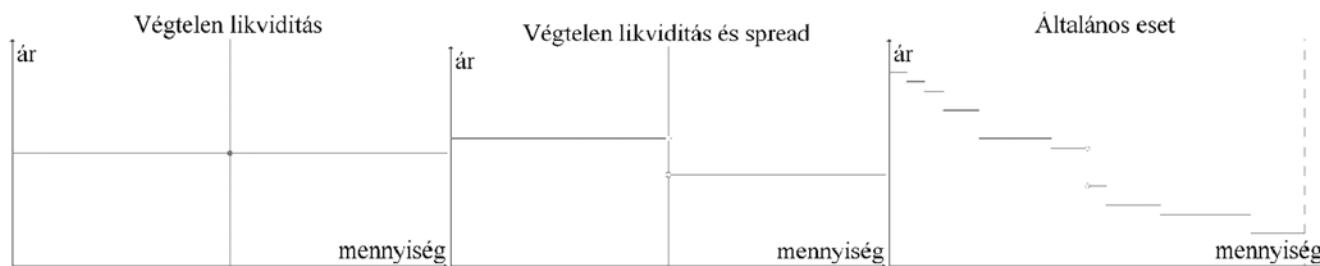 Végtelen likviditás
ár
mennyiség
Végtelen likviditás és spread
ár
mennyiség
Általános eset
ár
mennyiség